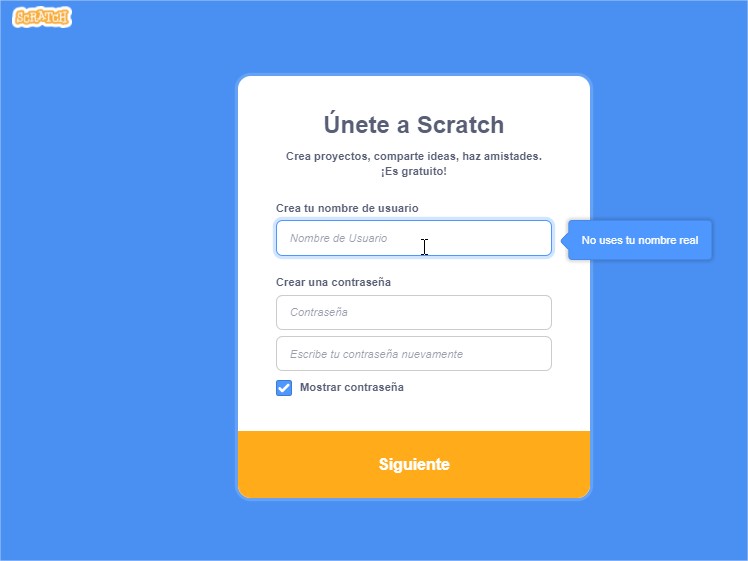 SCRATCH
Únete a Scratch
Crea proyectos, comparte ideas, haz amistades.
¡Es gratuito!
Crea tu nombre de usuario
Nombre de Usuario
No uses tu nombre real
Crear una contraseña
Contraseña
Escribe tu contraseña nuevamente
Mostrar contraseña
Siguiente